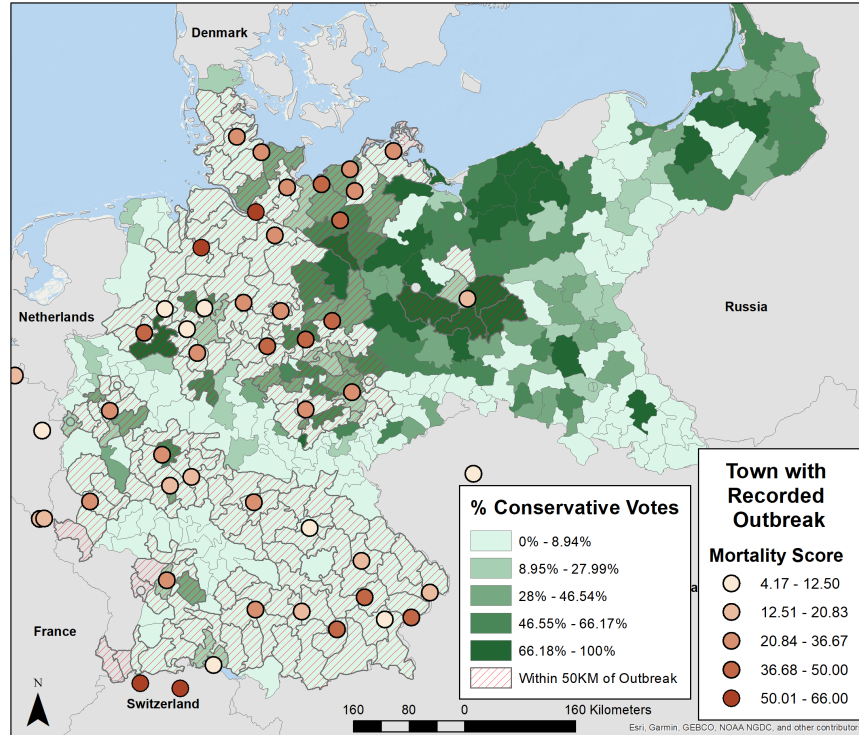 Denmark
Netherlands
Russia
France
Switzerland
a
N
% Conservative Votes
0% - 8.94%
8.95% - 27.99%
28% - 46.54%
46.55% - 66.17%
66.18% - 100%
Within 50KM of Outbreak
Town with
Recorded
Outbreak
Mortality Score
4.17 - 12.50
12.51 - 20.83
20.84 - 36.67
36.68 - 50.00
50.01 - 66.00
160 80 0 160 Kilometers
Esri, Garmin, GEBCO, NOAA NGDC, and other contributors